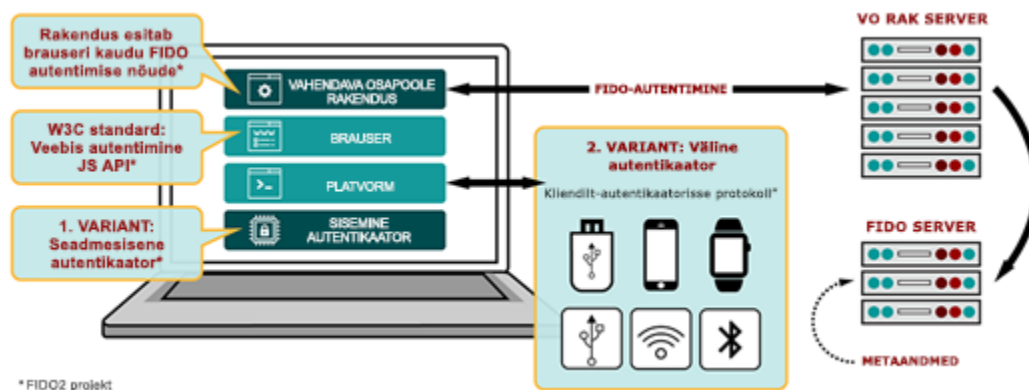 Rakendus esitab
brauseri kaudu FIDO
autentimise nõude*
W3C standard:
Veebis autentimine
JS API*
1. VARIANT:
Seadmesisene
autentikaator*
VAHENDAVA OSAPOOLE
RAKENDUS
BRAUSER
PLATVORM
SISEMINE
AUTENTIKAATOR
FIDO-AUTENTIMINE
2. VARIANT: Väline
autentikaator
Kliendilt-autentikaatorisse protokoll*
VO RAK SERVER
FIDO SERVER
METAANDMED
*FIDO2 projekt